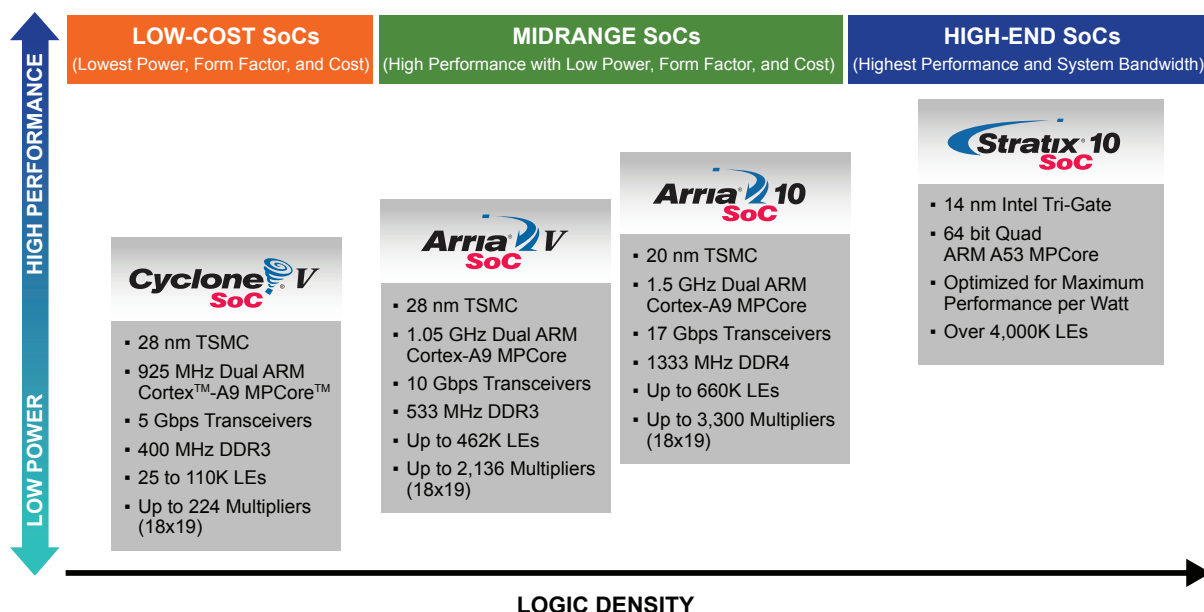 HIGH PERFORMANCE
LOW POWER
LOW-COST SoCs
(Lowest Power, Form Factor, and Cost)
MIDRANGE SoCs
(High Performance with Low Power, Form Factor, and Cost)
HIGH-END SoCs
(Highest Performance and System Bandwidth)
Cyclone® V
SoC
▪ 28 nm TSMC
▪ 925 MHz Dual ARM
Cortex™-A9 MPCore™
▪ 5 Gbps Transceivers
▪ 400 MHz DDR3
▪ 25 to 110K LEs
▪ Up to 224 Multipliers
(18x19)
Arria® V
SoC
▪ 28 nm TSMC
▪ 1.05 GHz Dual ARM
Cortex-A9 MPCore
▪ 10 Gbps Transceivers
▪ 533 MHz DDR3
▪ Up to 462K LEs
▪ Up to 2,136 Multipliers
(18x19)
Arria® 10
SoC
▪ 20 nm TSMC
▪ 1.5 GHz Dual ARM
Cortex-A9 MPCore
▪ 17 Gbps Transceivers
▪ 1333 MHz DDR4
▪ Up to 660K LEs
▪ Up to 3,300 Multipliers
(18x19)
Stratix® 10
SoC
▪ 14 nm Intel Tri-Gate
▪ 64 bit Quad
ARM A53 MPCore
▪ Optimized for Maximum
Performance per Watt
▪ Over 4,000K LEs
LOGIC DENSITY